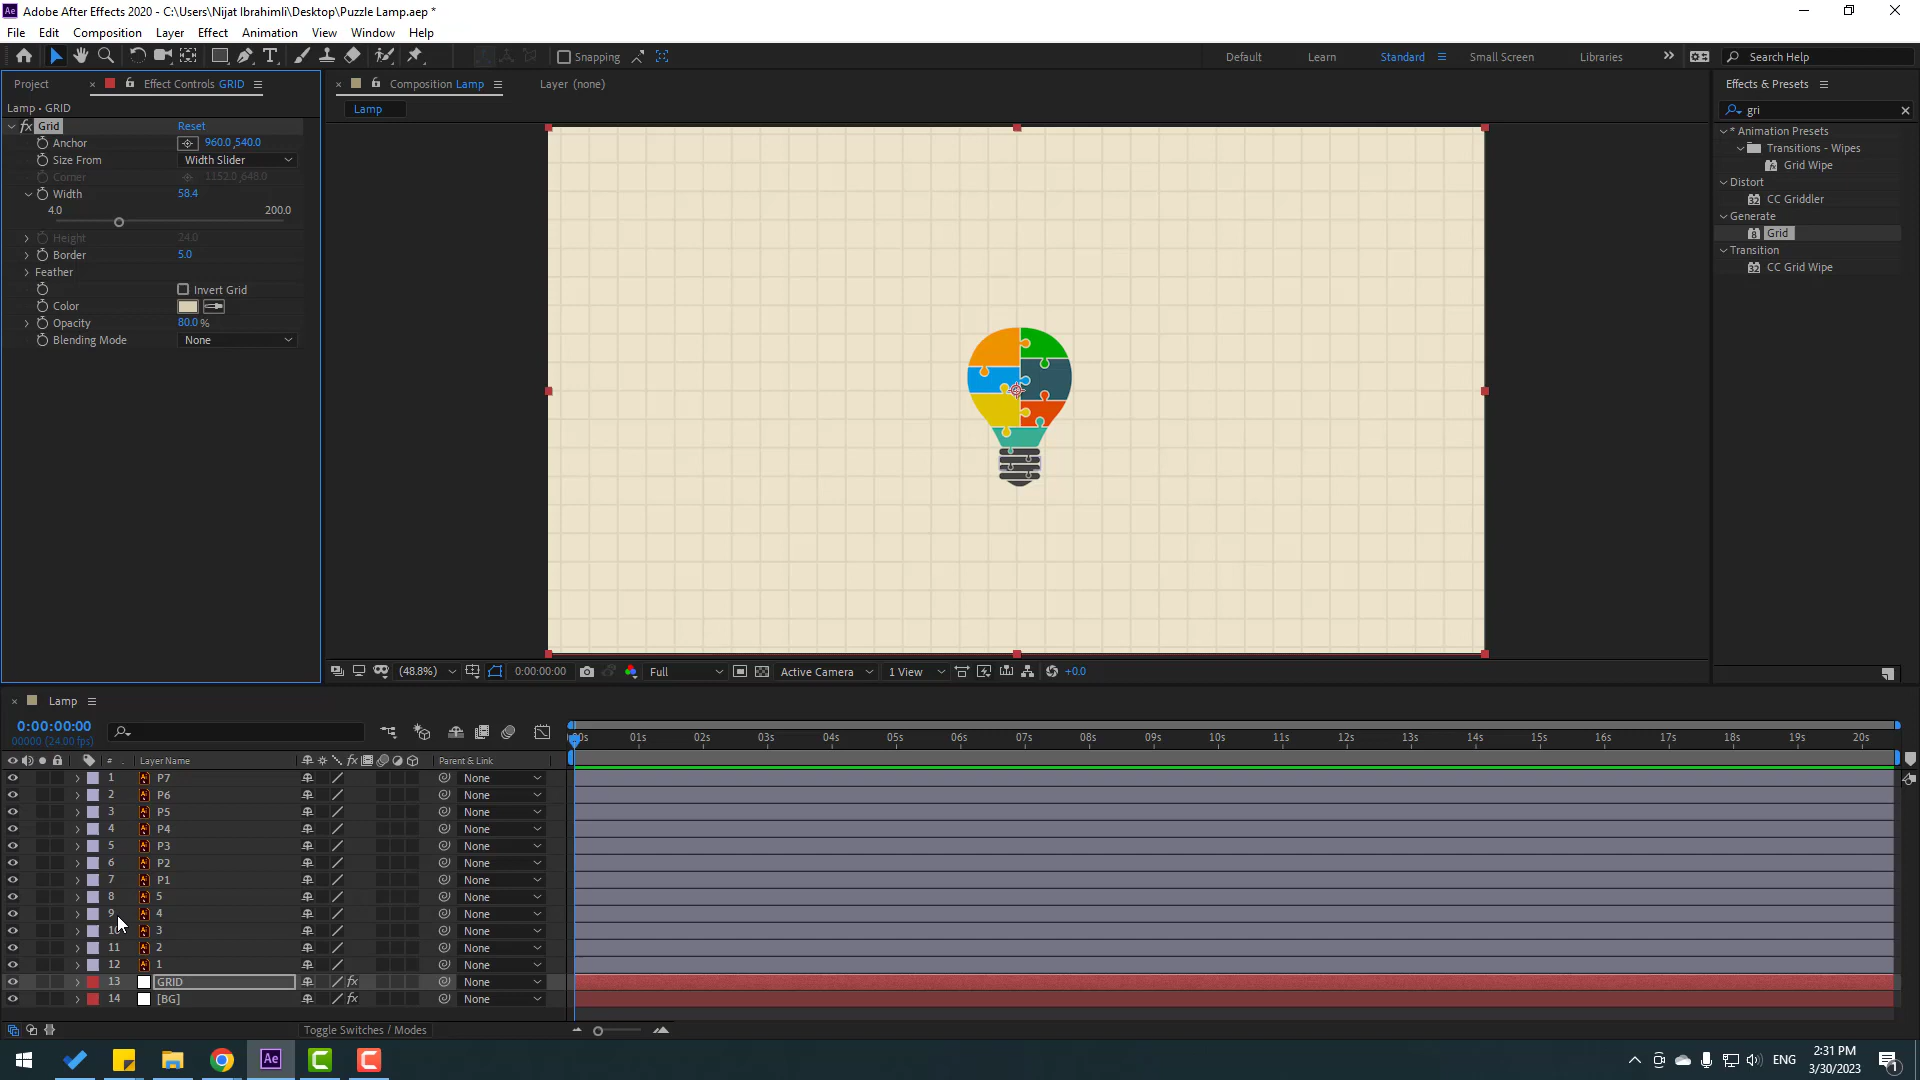 Adobe After Effects 2020 - C:\Users\Nijat Ibrahimli\Desktop\Puzzle Lamp.aep *
File Edit Composition Layer Effect Animation View Window Help
Snapping Default Learn Standard Small Screen Libraries Search Help
Project Effect Controls GRID Composition Lamp Layer (none) Effects & Presets
Lamp • GRID
Lamp
gri
Grid Reset
Anchor 960.0,540.0
Size From Width Slider
Corner 1152.0,648.0
Width 58.4
4.0 200.0
Height 24.0
Border 5.0
Feather
Invert Grid
Color
Opacity 80.0 %
Blending Mode None
* Animation Presets
Transitions - Wipes
Grid Wipe
Distort
CC Griddler
Generate
Grid
Transition
CC Grid Wipe
(48.8%) 0:00:00:00 Full Active Camera 1 View +0.0
Lamp
0:00:00:00
00000 (24.00 fps)
00s 01s 02s 03s 04s 05s 06s 07s 08s 09s 10s 11s 12s 13s 14s 15s 16s 17s 18s 19s 20s
# Layer Name Parent & Link
1 P7 None
2 P6 None
3 P5 None
4 P4 None
5 P3 None
6 P2 None
7 P1 None
8 5 None
9 4 None
10 3 None
11 2 None
12 1 None
13 GRID None
14 [BG] None
Toggle Switches / Modes
Ae ENG 2:31 PM
3/30/2023